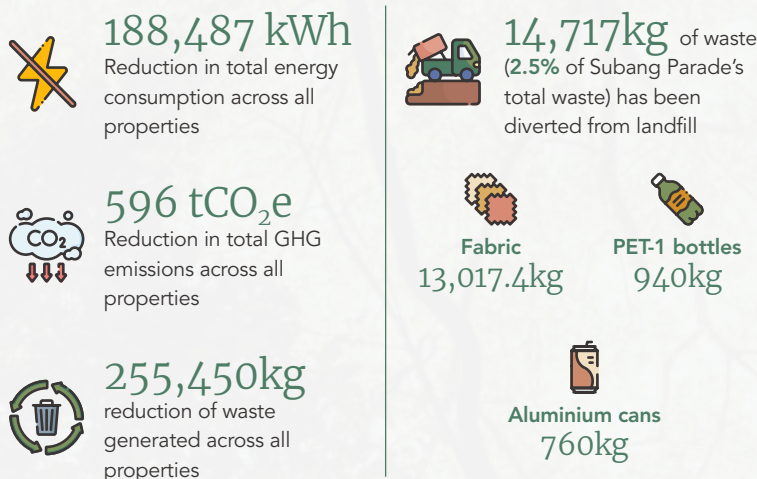 188,487 kWh
Reduction in total energy
consumption across all
properties
CO2
596 tCO2e
Reduction in total GHG
emissions across all
properties
255,450kg
reduction of waste
generated across all
properties
14,717kg of waste
(2.5% of Subang Parade's
total waste) has been
diverted from landfill
Fabric
13,017.4kg
PET-1 bottles
940kg
Aluminium cans
760kg